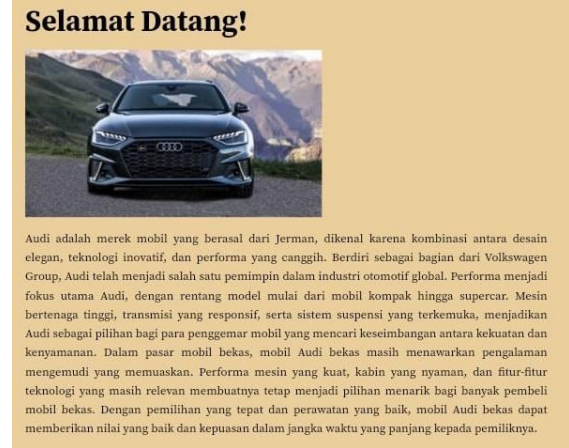 Selamat Datang!
Audi adalah merek mobil yang berasal dari Jerman, dikenal karena kombinasi antara desain
elegan, teknologi inovatif, dan performa yang canggih. Berdiri sebagai bagian dari Volkswagen
Group, Audi telah menjadi salah satu pemimpin dalam industri otomotif global. Performa menjadi
fokus utama Audi, dengan rentang model mulai dari mobil kompak hingga supercar. Mesin
bertenaga tinggi, transmisi yang responsif, serta sistem suspensi yang terkemuka, menjadikan
Audi sebagai pilihan bagi para penggemar mobil yang mencari keseimbangan antara kekuatan dan
kenyamanan. Dalam pasar mobil bekas, mobil Audi bekas masih menawarkan pengalaman
mengemudi yang memuaskan. Performa mesin yang kuat, kabin yang nyaman, dan fitur-fitur
teknologi yang masih relevan membuatnya tetap menjadi pilihan menarik bagi banyak pembeli
mobil bekas. Dengan pemilihan yang tepat dan perawatan yang baik, mobil Audi bekas dapat
memberikan nilai yang baik dan kepuasan dalam jangka waktu yang panjang kepada pemiliknya.